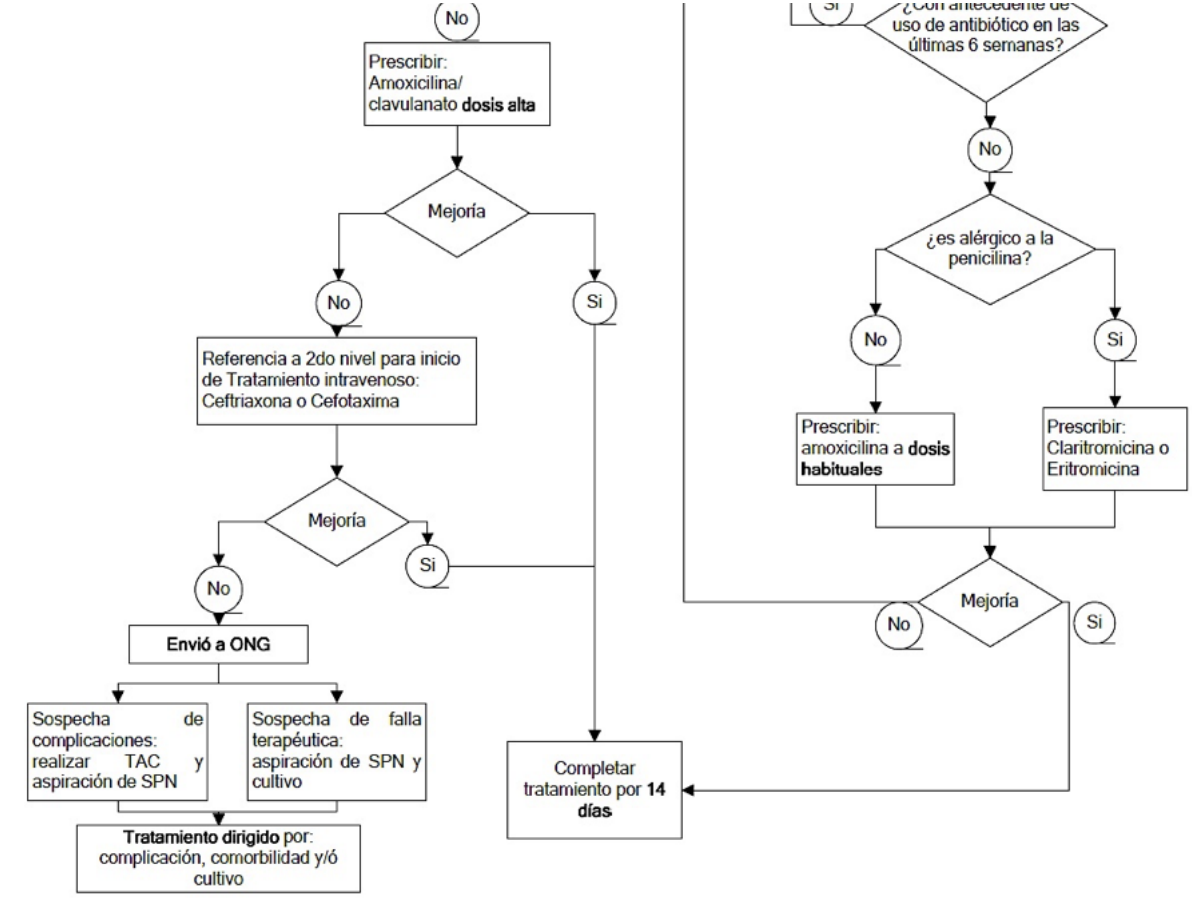 No
Prescribir:
Amoxicilina/
clavulanato dosis alta
Mejoría
No
Si
Referencia a 2do nivel para inicio
de Tratamiento intravenoso:
Ceftriaxona o Cefotaxima
Mejoría
No
Si
Envió a ONG
Sospecha de
complicaciones:
realizar TAC y
aspiración de SPN
Sospecha de falla
terapéutica:
aspiración de SPN y
cultivo
Tratamiento dirigido por:
complicación, comorbilidad y/ó
cultivo
Completar
tratamiento por 14
días
Si
¿Con antecedente de
uso de antibiótico en las
últimas 6 semanas?
No
¿es alérgico a la
penicilina?
No
Si
Prescribir:
amoxicilina a dosis
habituales
Prescribir:
Claritromicina o
Eritromicina
Mejoría
No
Si